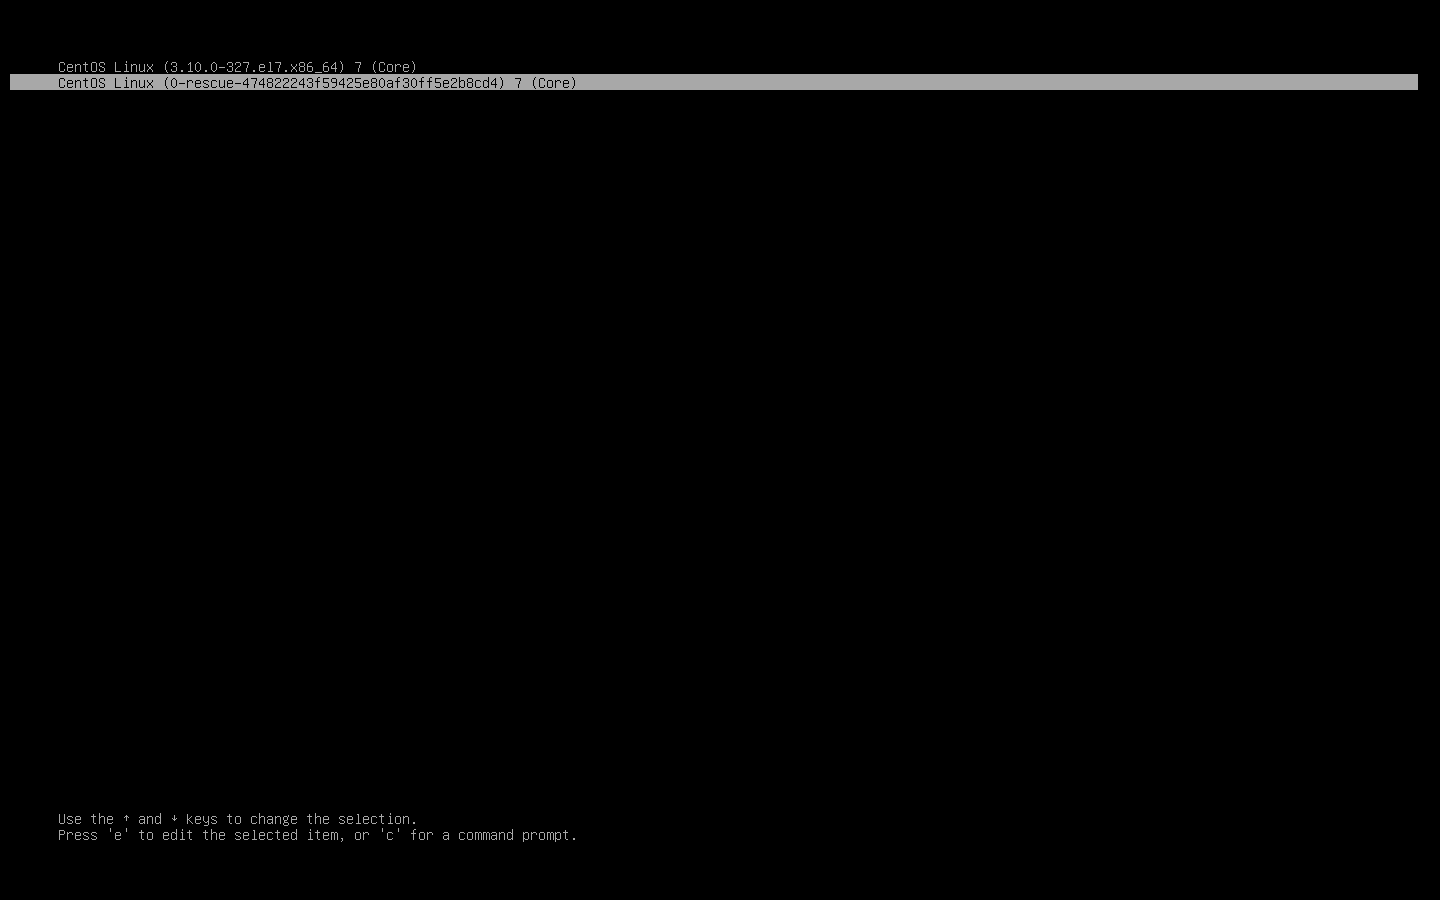 CentOS Linux (3.10.0-327.el7.x86_64) 7 (Core)
CentOS Linux (0-rescue-474822243f59425e80af30ff5e2b8cd4) 7 (Core)
Use the ↑ and ↓ keys to change the selection.
Press 'e' to edit the selected item, or 'c' for a command prompt.